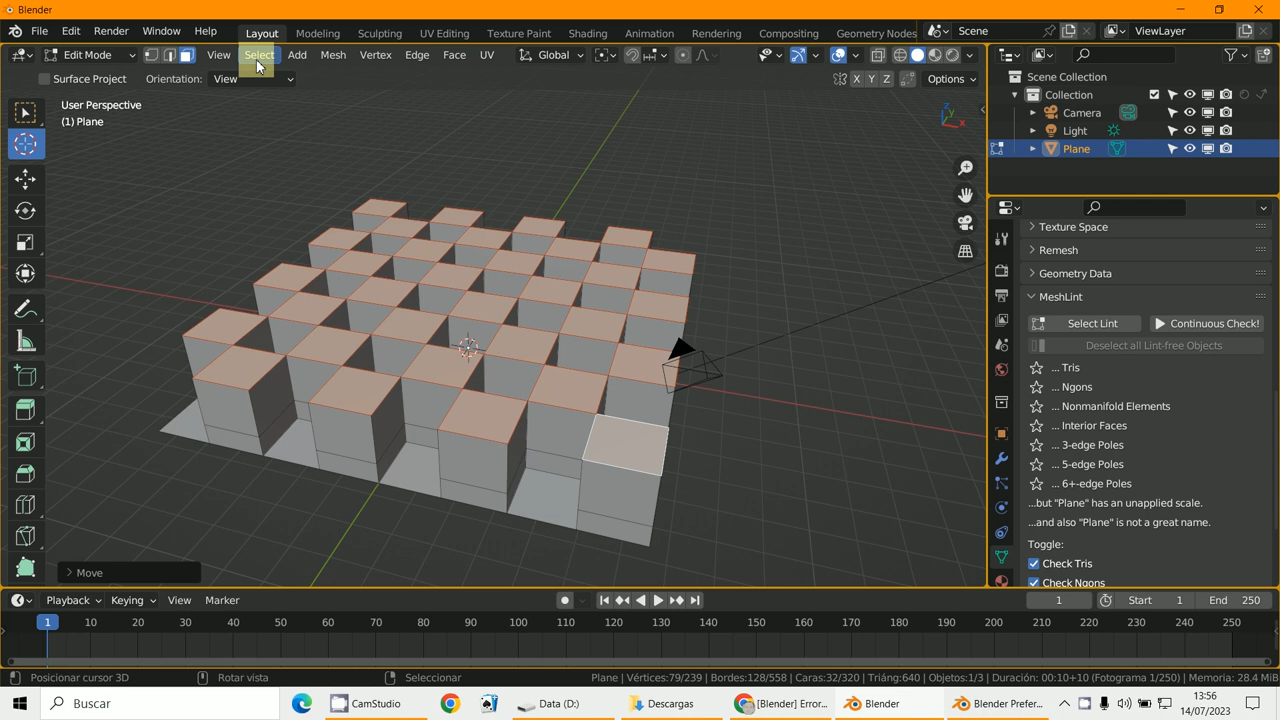 Blender
File Edit Render Window Help Layout Modeling Sculpting UV Editing Texture Paint Shading Animation Rendering Compositing Geometry Nodes Scene ViewLayer
Edit Mode View Select Add Mesh Vertex Edge Face UV Global
Surface Project Orientation: View X Y Z Options
User Perspective
(1) Plane
Z
Y
X
Move
Scene Collection
Collection
Camera
Light
Plane
Texture Space
Remesh
Geometry Data
MeshLint
Select Lint Continuous Check!
Deselect all Lint-free Objects
... Tris
... Ngons
... Nonmanifold Elements
... Interior Faces
... 3-edge Poles
... 5-edge Poles
... 6+-edge Poles
...but "Plane" has an unapplied scale.
...and also "Plane" is not a great name.
Toggle:
Check Tris
Check Ngons
Playback Keying View Marker 1 Start 1 End 250
1 10 20 30 40 50 60 70 80 90 100 110 120 130 140 150 160 170 180 190 200 210 220 230 240 250
Posicionar cursor 3D Rotar vista Seleccionar Plane | Vértices:79/239 | Bordes:128/558 | Caras:32/320 | Triáng:640 | Objetos:1/3 | Duración: 00:10+10 (Fotograma 1/250) | Memoria: 28.4 MiB
Buscar CamStudio Data (D:) Descargas [Blender] Error... Blender Blender Prefer...
13:56
14/07/2023